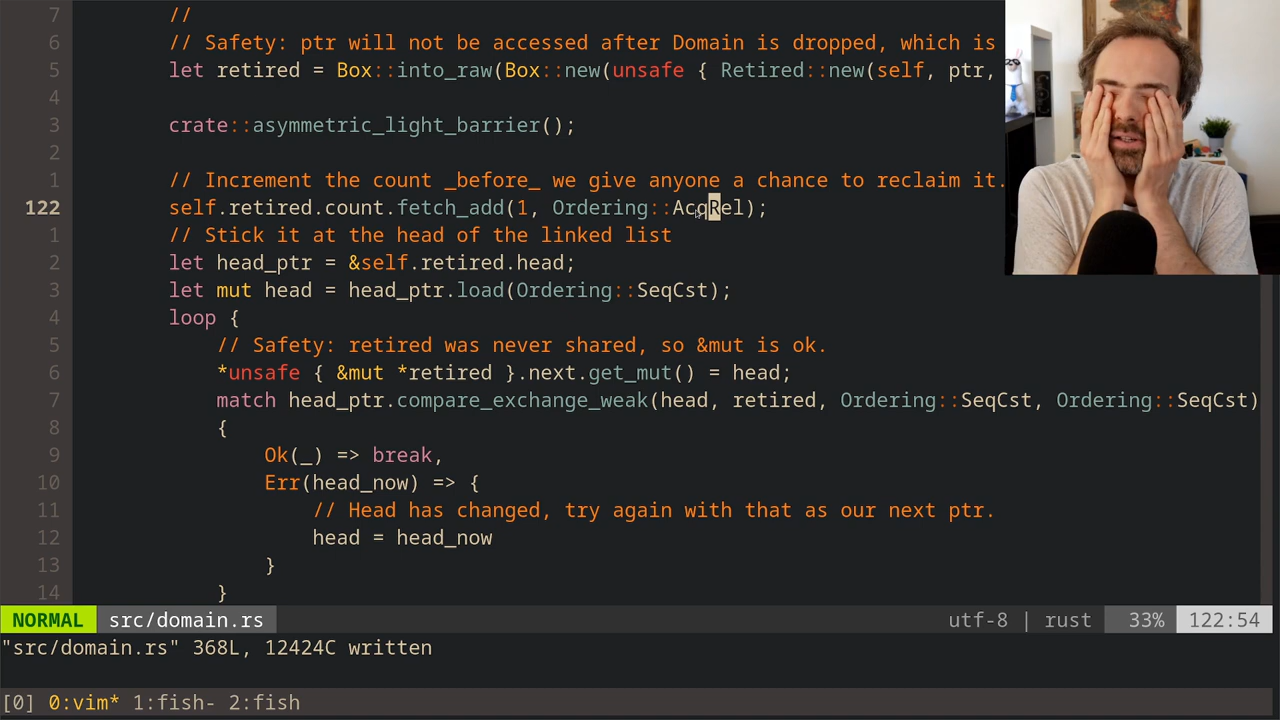 7 //
6 // Safety: ptr will not be accessed after Domain is dropped, which is
5 let retired = Box::into_raw(Box::new(unsafe { Retired::new(self, ptr,
4
3 crate::asymmetric_light_barrier();
2
1 // Increment the count _before_ we give anyone a chance to reclaim it.
122 self.retired.count.fetch_add(1, Ordering::AcqRel);
1 // Stick it at the head of the linked list
2 let head_ptr = &self.retired.head;
3 let mut head = head_ptr.load(Ordering::SeqCst);
4 loop {
5 // Safety: retired was never shared, so &mut is ok.
6 *unsafe { &mut *retired }.next.get_mut() = head;
7 match head_ptr.compare_exchange_weak(head, retired, Ordering::SeqCst, Ordering::SeqCst)
8 {
9 Ok(_) => break,
10 Err(head_now) => {
11 // Head has changed, try again with that as our next ptr.
12 head = head_now
13 }
14 }
NORMAL src/domain.rs utf-8 | rust 33% 122:54
"src/domain.rs" 368L, 12424C written
[0] 0:vim* 1:fish- 2:fish